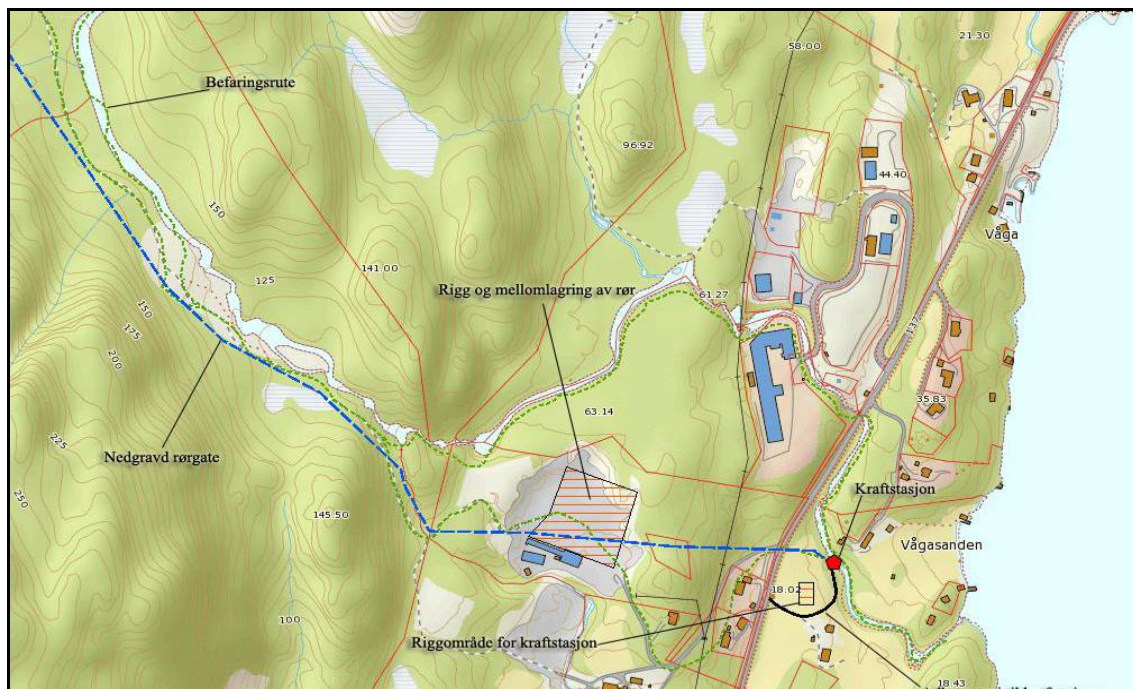 21.30
58.00
Befaringsrute
96.92
44.40
150
Våga
141.00
125
Rigg og mellomlagring av rør
61.27
150
175
200
137
35.83
63.14
225
Nedgravd rørgate
250
Kraftstasjon
145.50
Vågasanden
18.02
100
Riggområde for kraftstasjon
18.43